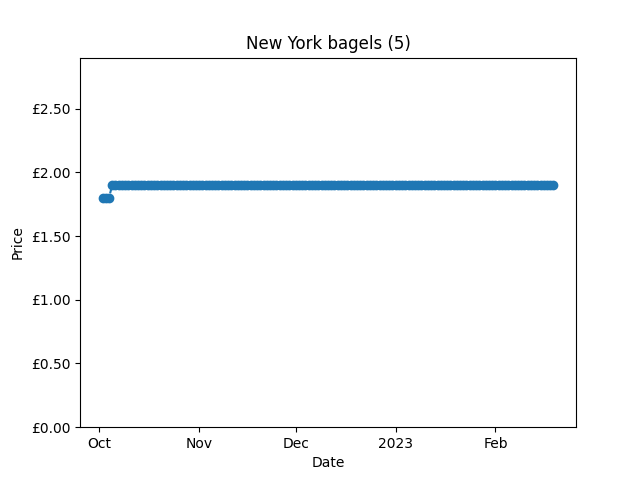 New York bagels (5)
£2.50
£2.00
£1.50
£1.00
£0.50
£0.00
Price
Oct Nov Dec 2023 Feb
Date